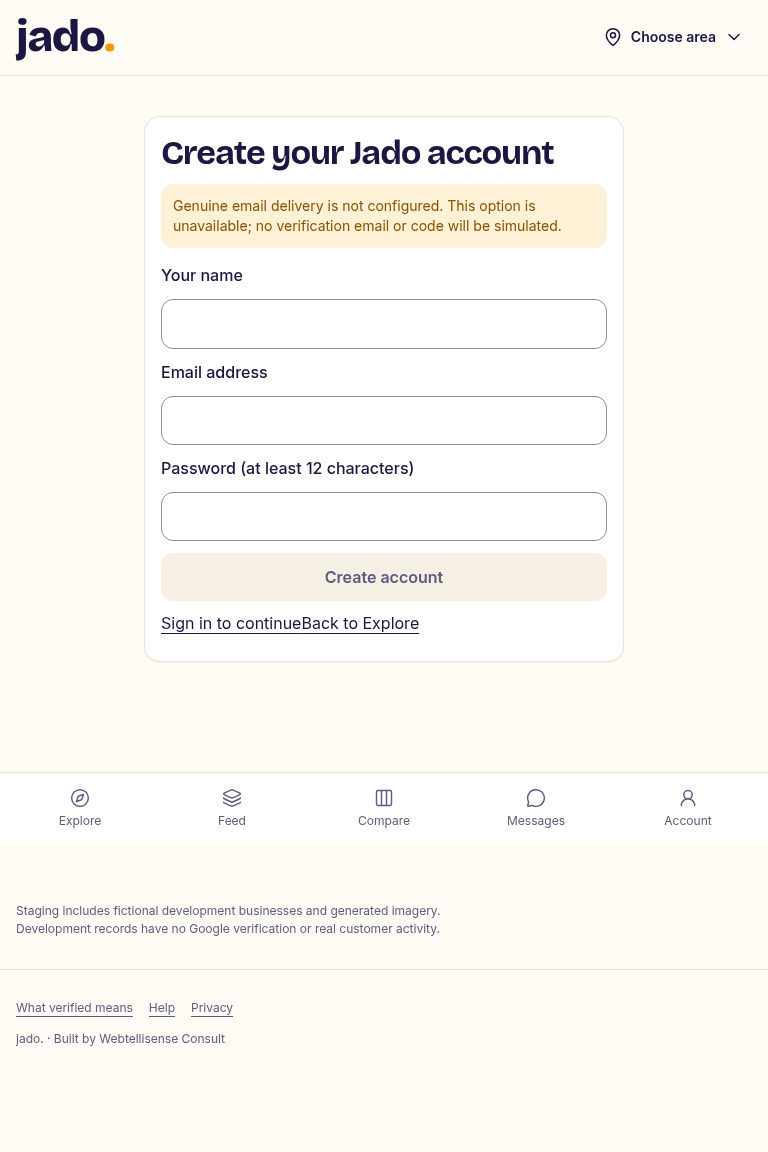 jado.
Choose area
Create your Jado account
Genuine email delivery is not configured. This option is
unavailable; no verification email or code will be simulated.
Your name
Email address
Password (at least 12 characters)
Create account
Sign in to continueBack to Explore
Explore
Feed
Compare
Messages
Account
Staging includes fictional development businesses and generated imagery.
Development records have no Google verification or real customer activity.
What verified means
Help
Privacy
jado. · Built by Webtellisense Consult